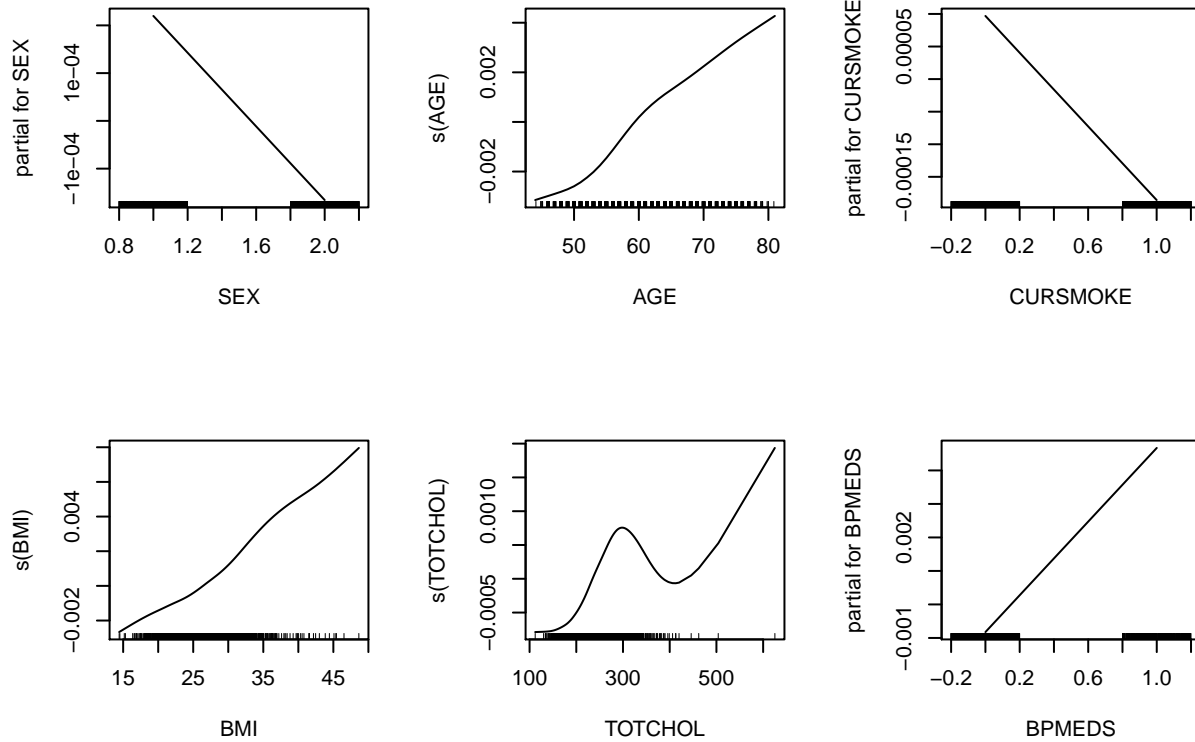 partial for SEX
−1e−04 1e−04
0.8 1.2 1.6 2.0
SEX
s(AGE)
−0.002 0.002
50 60 70 80
AGE
partial for CURSMOKE
−0.00015 0.00005
−0.2 0.2 0.6 1.0
CURSMOKE
s(BMI)
−0.002 0.004
15 25 35 45
BMI
s(TOTCHOL)
−0.0005 0.0010
100 300 500
TOTCHOL
partial for BPMEDS
−0.001 0.002
−0.2 0.2 0.6 1.0
BPMEDS